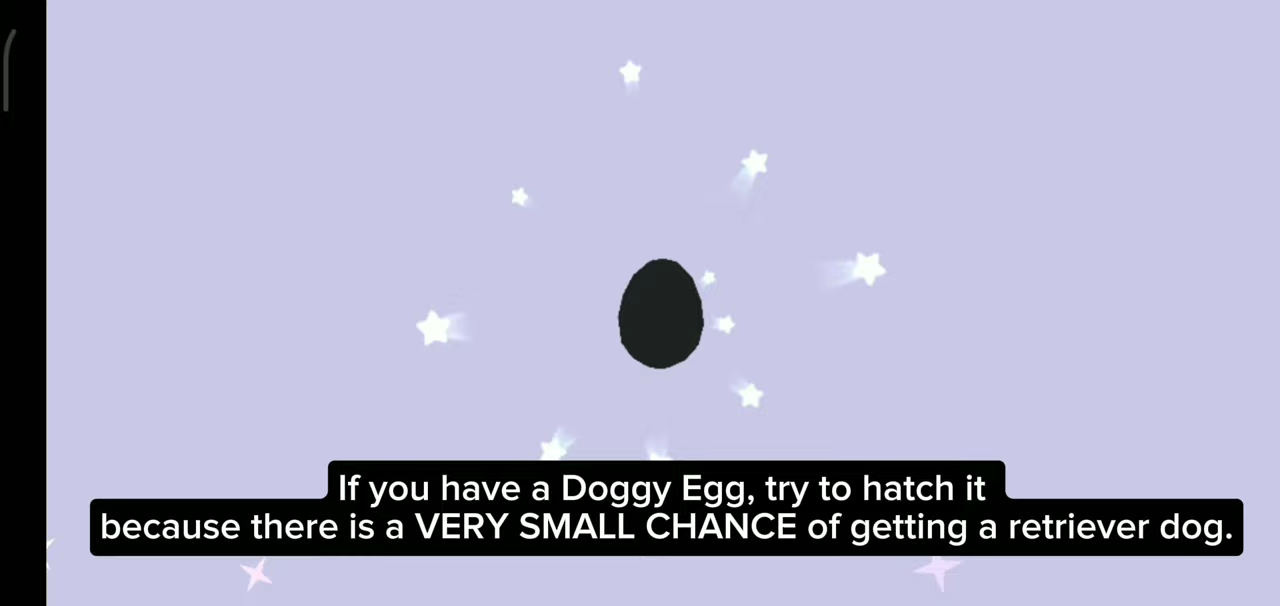 If you have a Doggy Egg, try to hatch it
because there is a VERY SMALL CHANCE of getting a retriever dog.